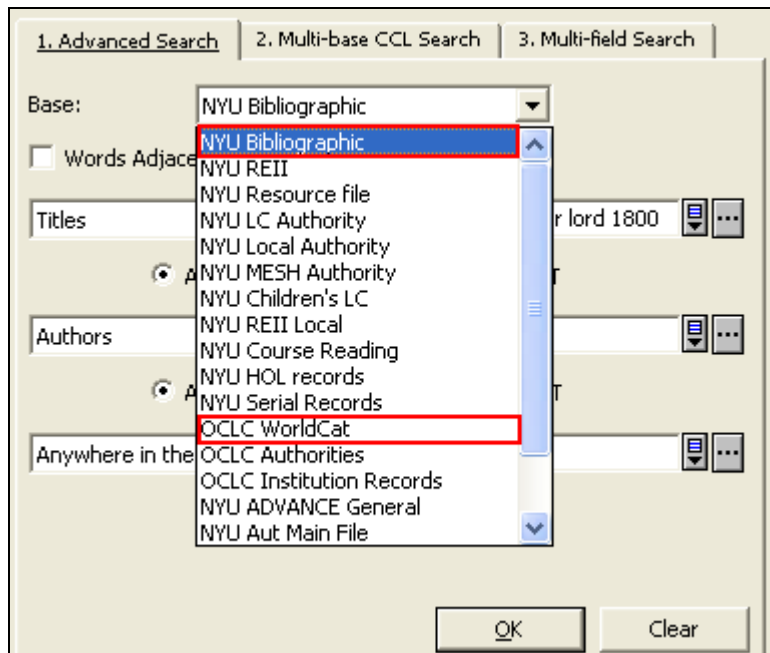 1. Advanced Search 2. Multi-base CCL Search 3. Multi-field Search
Base: NYU Bibliographic
NYU Bibliographic
Words NYU REII
NYU Resource file
Titles NYU LC Authority lord 1800
NYU Local Authority
NYU MESH Authority
NYU Children's LC
Authors NYU REII Local
NYU Course Reading
NYU HOL records
NYU Serial Records
OCLC WorldCat
Anywhere in the OCLC Authorities
OCLC Institution Records
NYU ADVANCE General
NYU Aut Main File
OK Clear